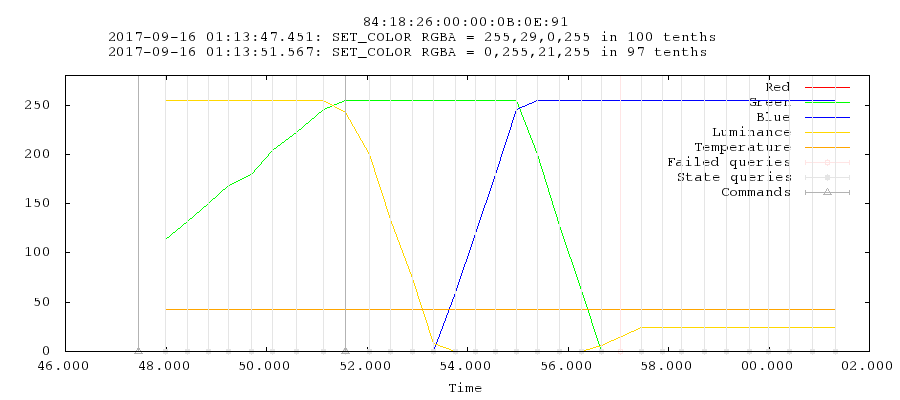 84:18:26:00:00:0B:0E:91
2017-09-16 01:13:47.451: SET_COLOR RGBA = 255,29,0,255 in 100 tenths
2017-09-16 01:13:51.567: SET_COLOR RGBA = 0,255,21,255 in 97 tenths
250
200
150
100
50
0
Red
Green
Blue
Luminance
Temperature
Failed queries
State queries
Commands
46.000 48.000 50.000 52.000 54.000 56.000 58.000 00.000 02.000
Time